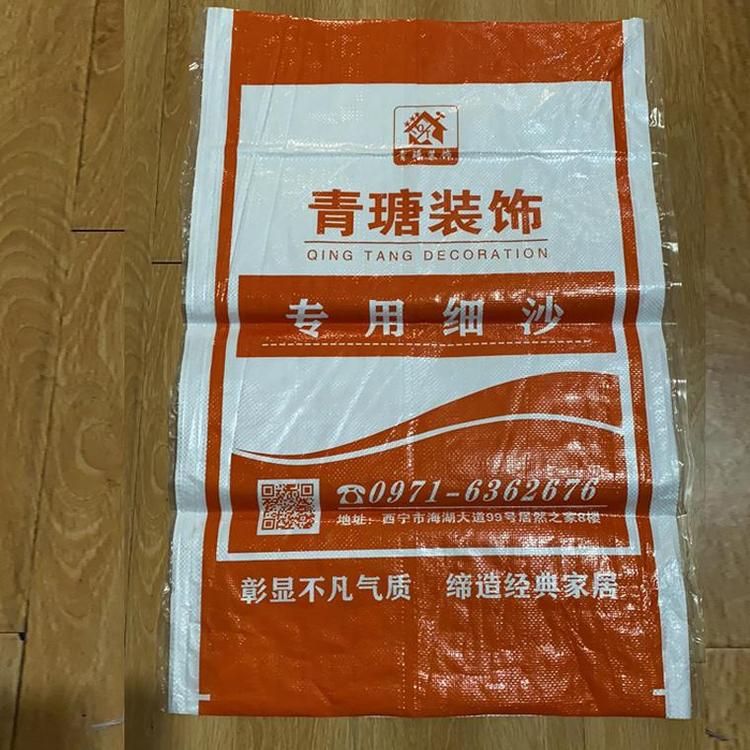 青瑭装饰
QING TANG DECORATION
专用细沙
☎0971-6362676
地址：西宁市海湖大道99号居然之家8楼
彰显不凡气质 缔造经典家居